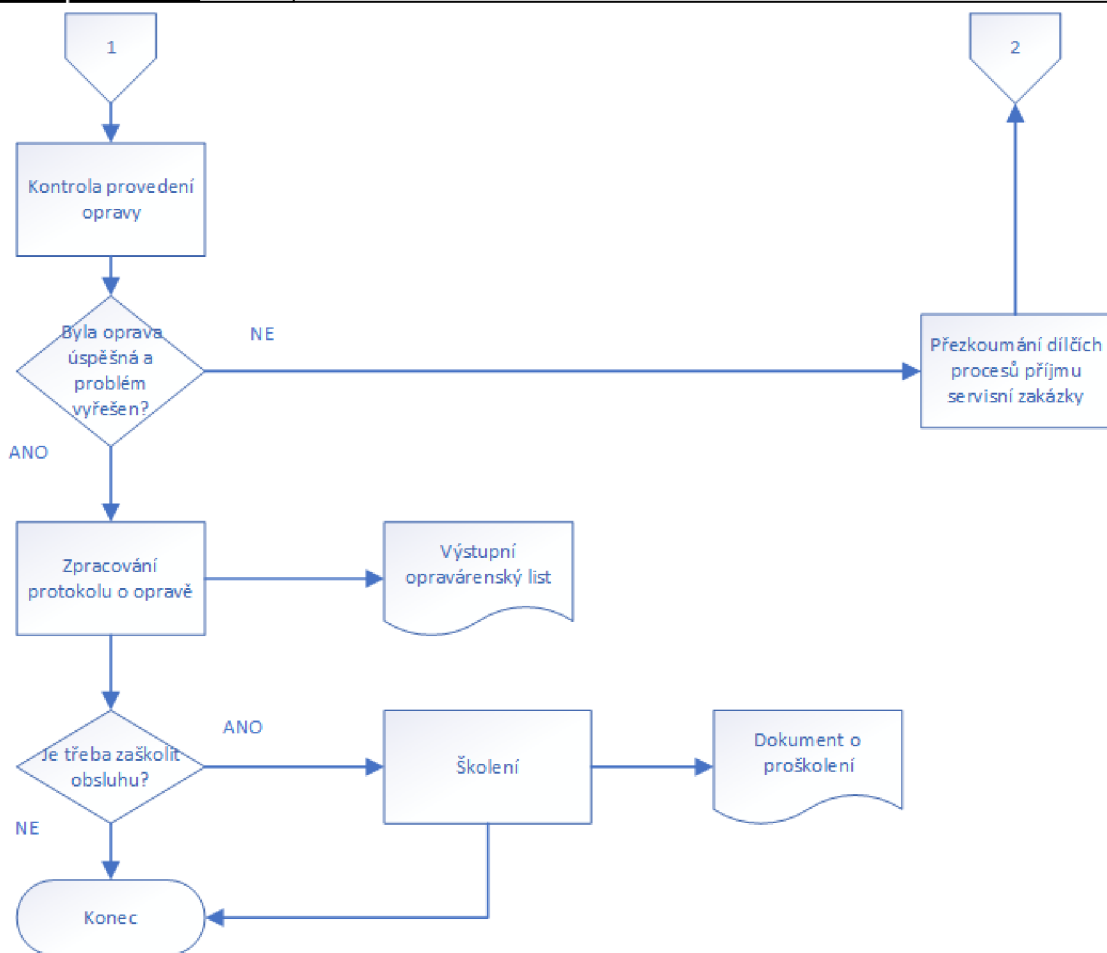 1
2
Kontrola provedení
opravy
Byla oprava
úspěšná a
problém
vyřešen?
NE
Přezkoumání dílčích
procesů příjmu
servisní zakázky
ANO
Zpracování
protokolu o opravě
Výstupní
opravárenský list
Je třeba zaškolit
obsluhu?
ANO
Školení
Dokument o
proškolení
NE
Konec